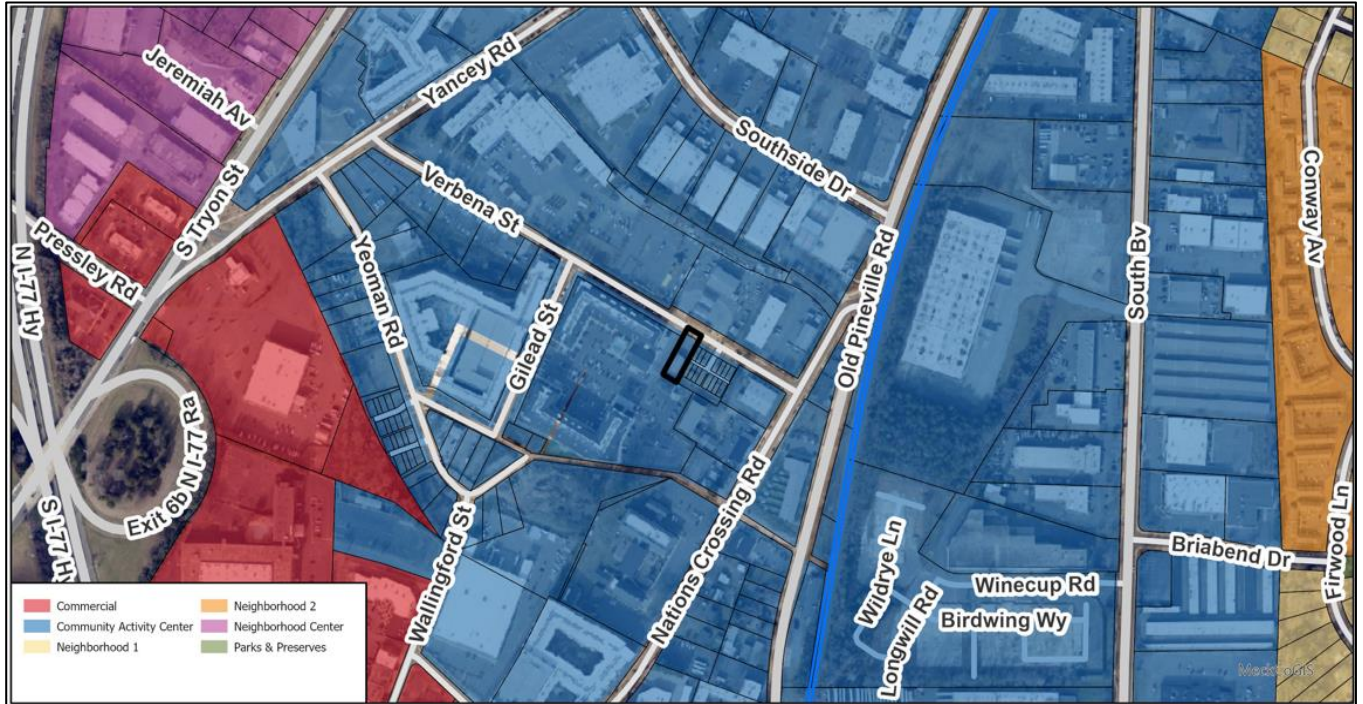 Jeremiah Av
Yancey Rd
Southside Dr
Conway Av
Verbena St
S Tryon St
Pressley Rd
N I-77 Hy
Yeoman Rd
Gilead St
Old Pineville Rd
South Bv
Exit 6b N I-77 Ra
S I-77 Hy
Nations Crossing Rd
Wallingford St
Wildrye Ln
Longwill Rd
Winecup Rd
Birdwing Wy
Briabend Dr
Firwood Ln
Commercial
Community Activity Center
Neighborhood 1
Neighborhood 2
Neighborhood Center
Parks & Preserves